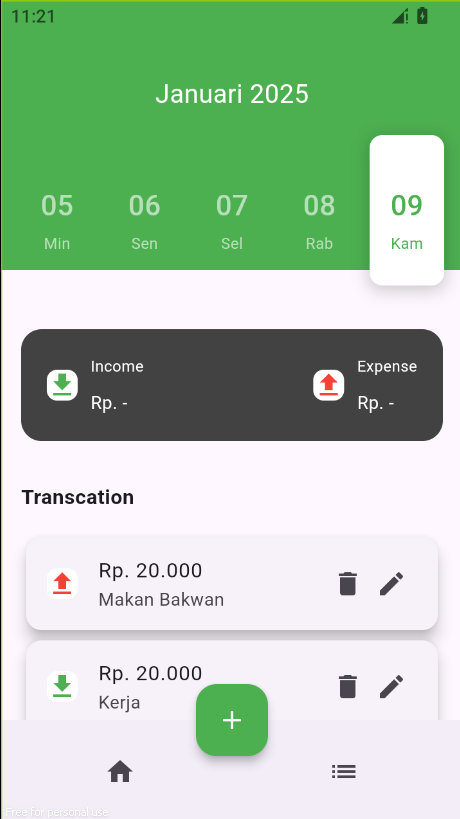 11:21
Januari 2025
05 06 07 08 09
Min Sen Sel Rab Kam
Income Expense
Rp. - Rp. -
Transcation
Rp. 20.000
Makan Bakwan
Rp. 20.000
Kerja
Free for personal use